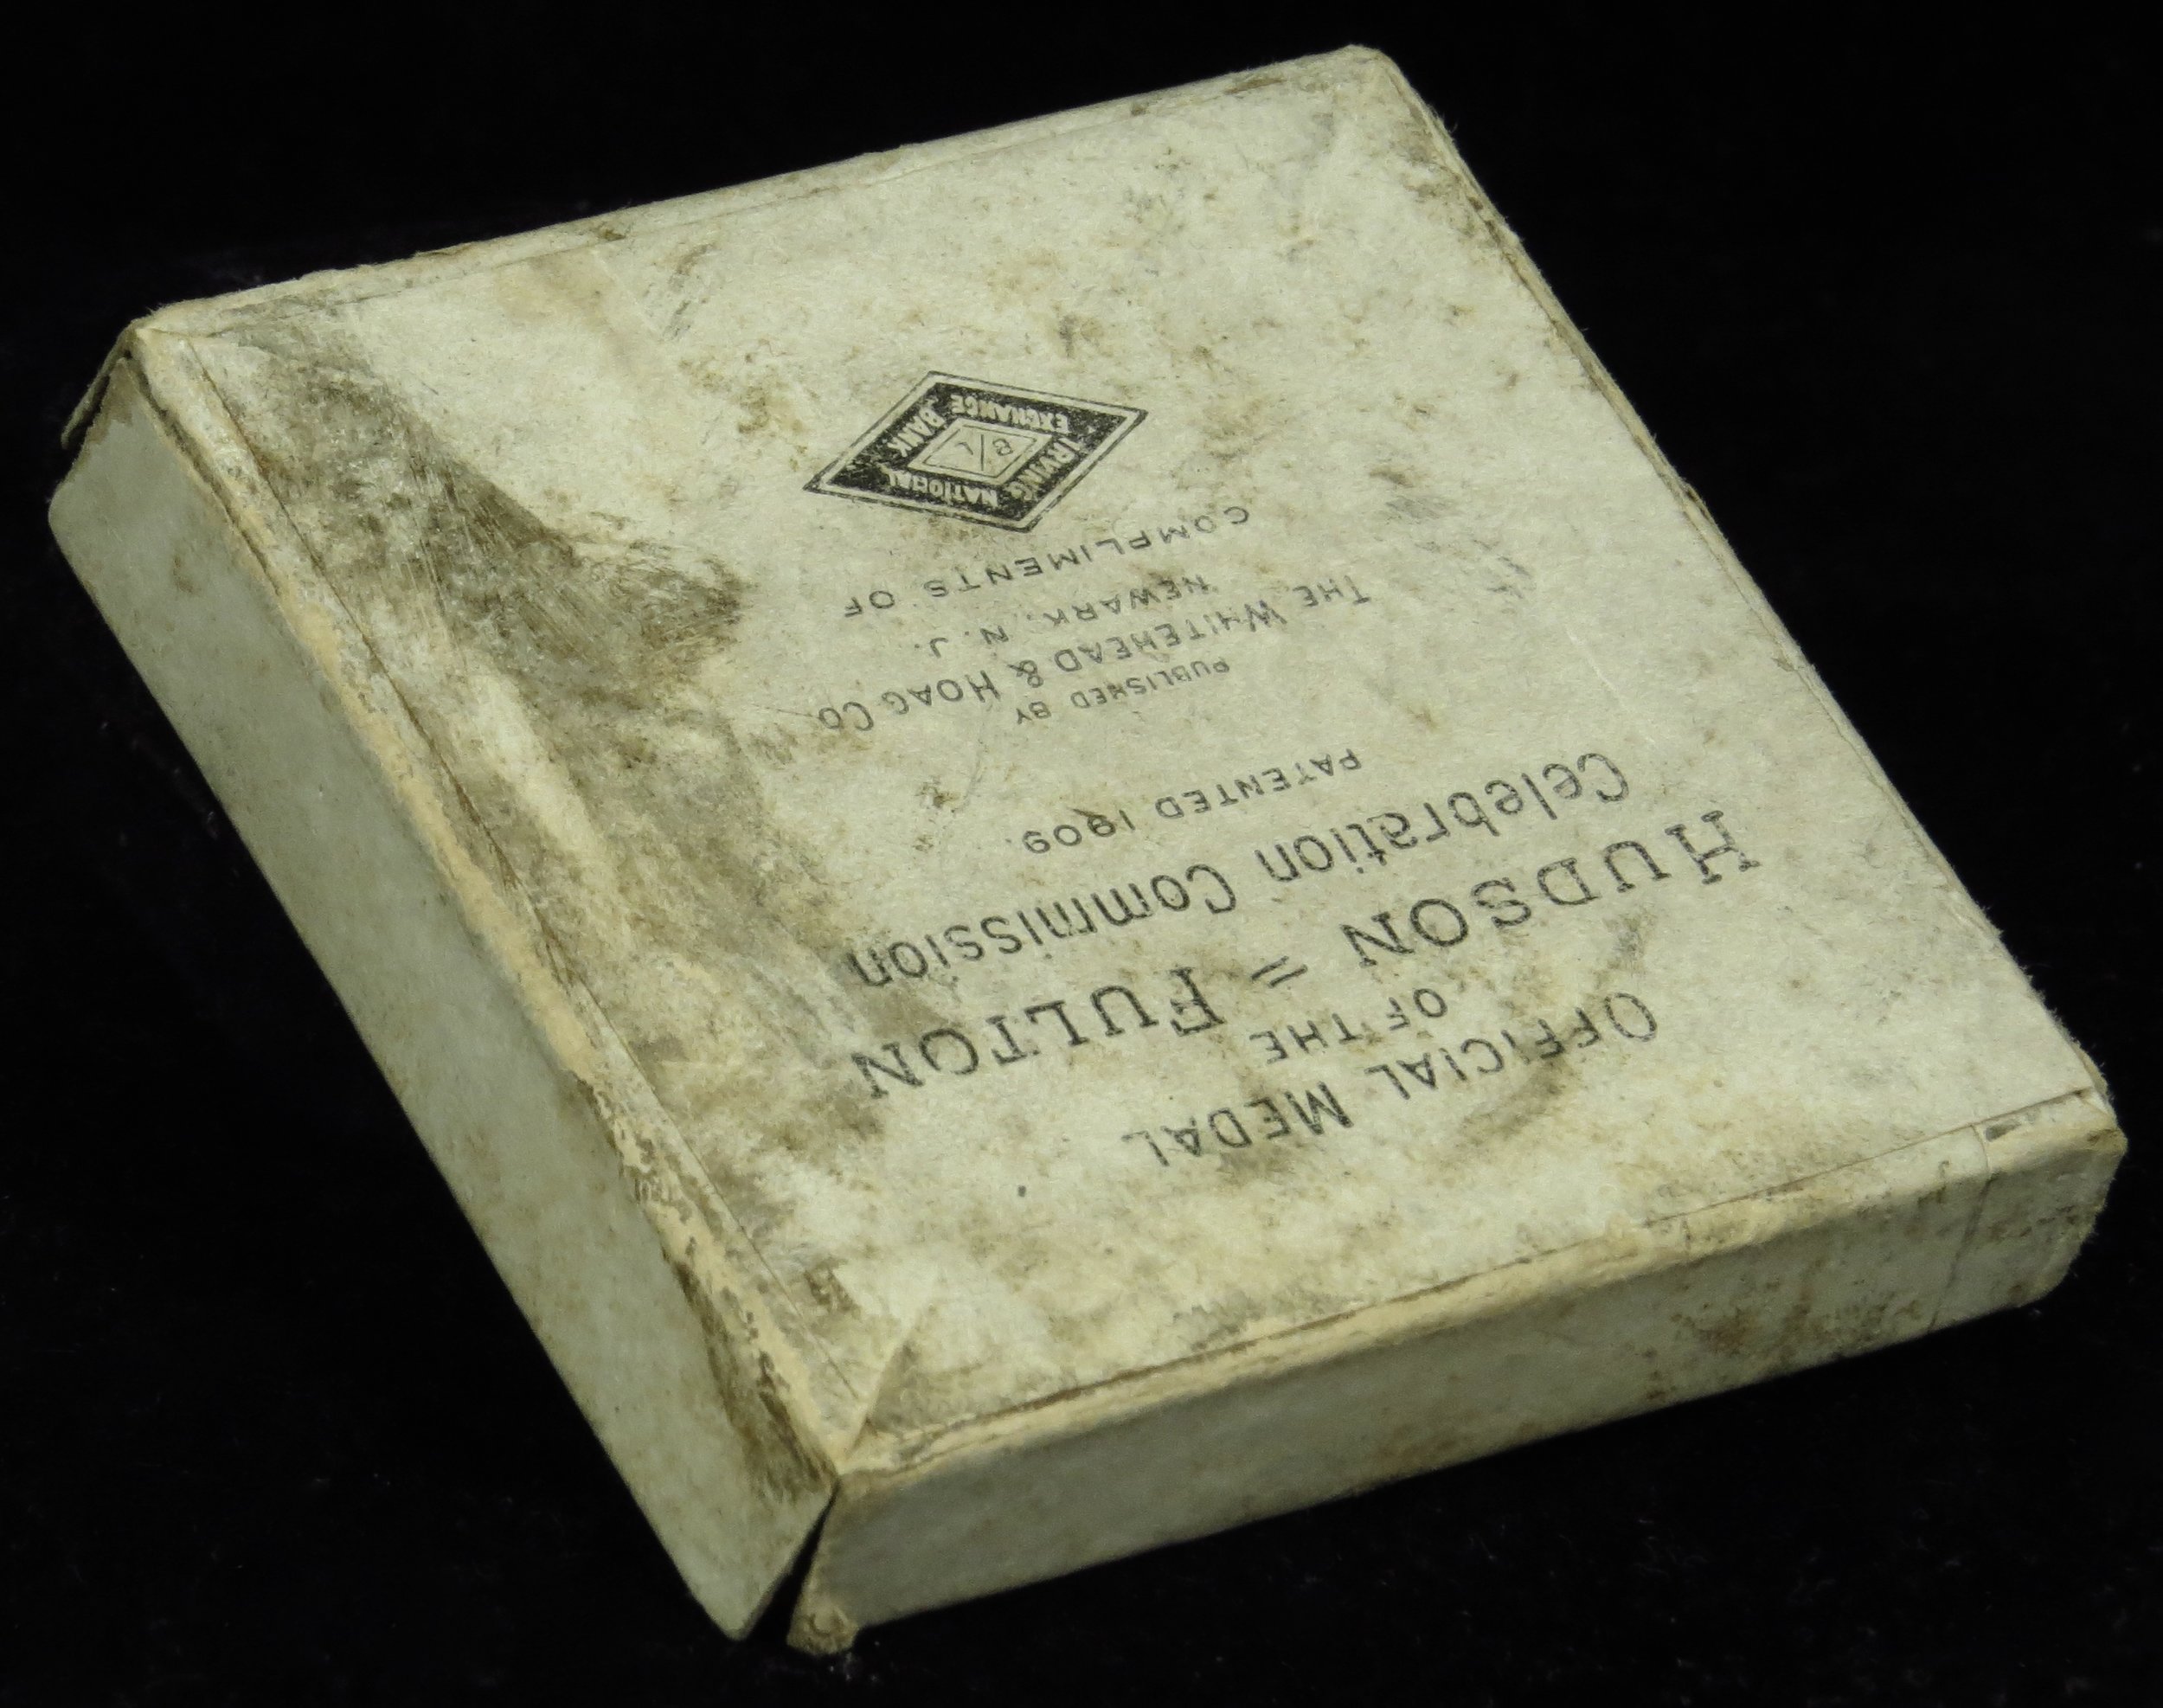 OFFICIAL MEDAL
OF THE
HUDSON = FULTON
Celebration Commission
PATENTED 1909.
PUBLISHED BY
THE WHITEHEAD & HOAG CO
NEWARK, N. J.
COMPLIMENTS OF
IRVING NATIONAL
EXCHANGE BANK